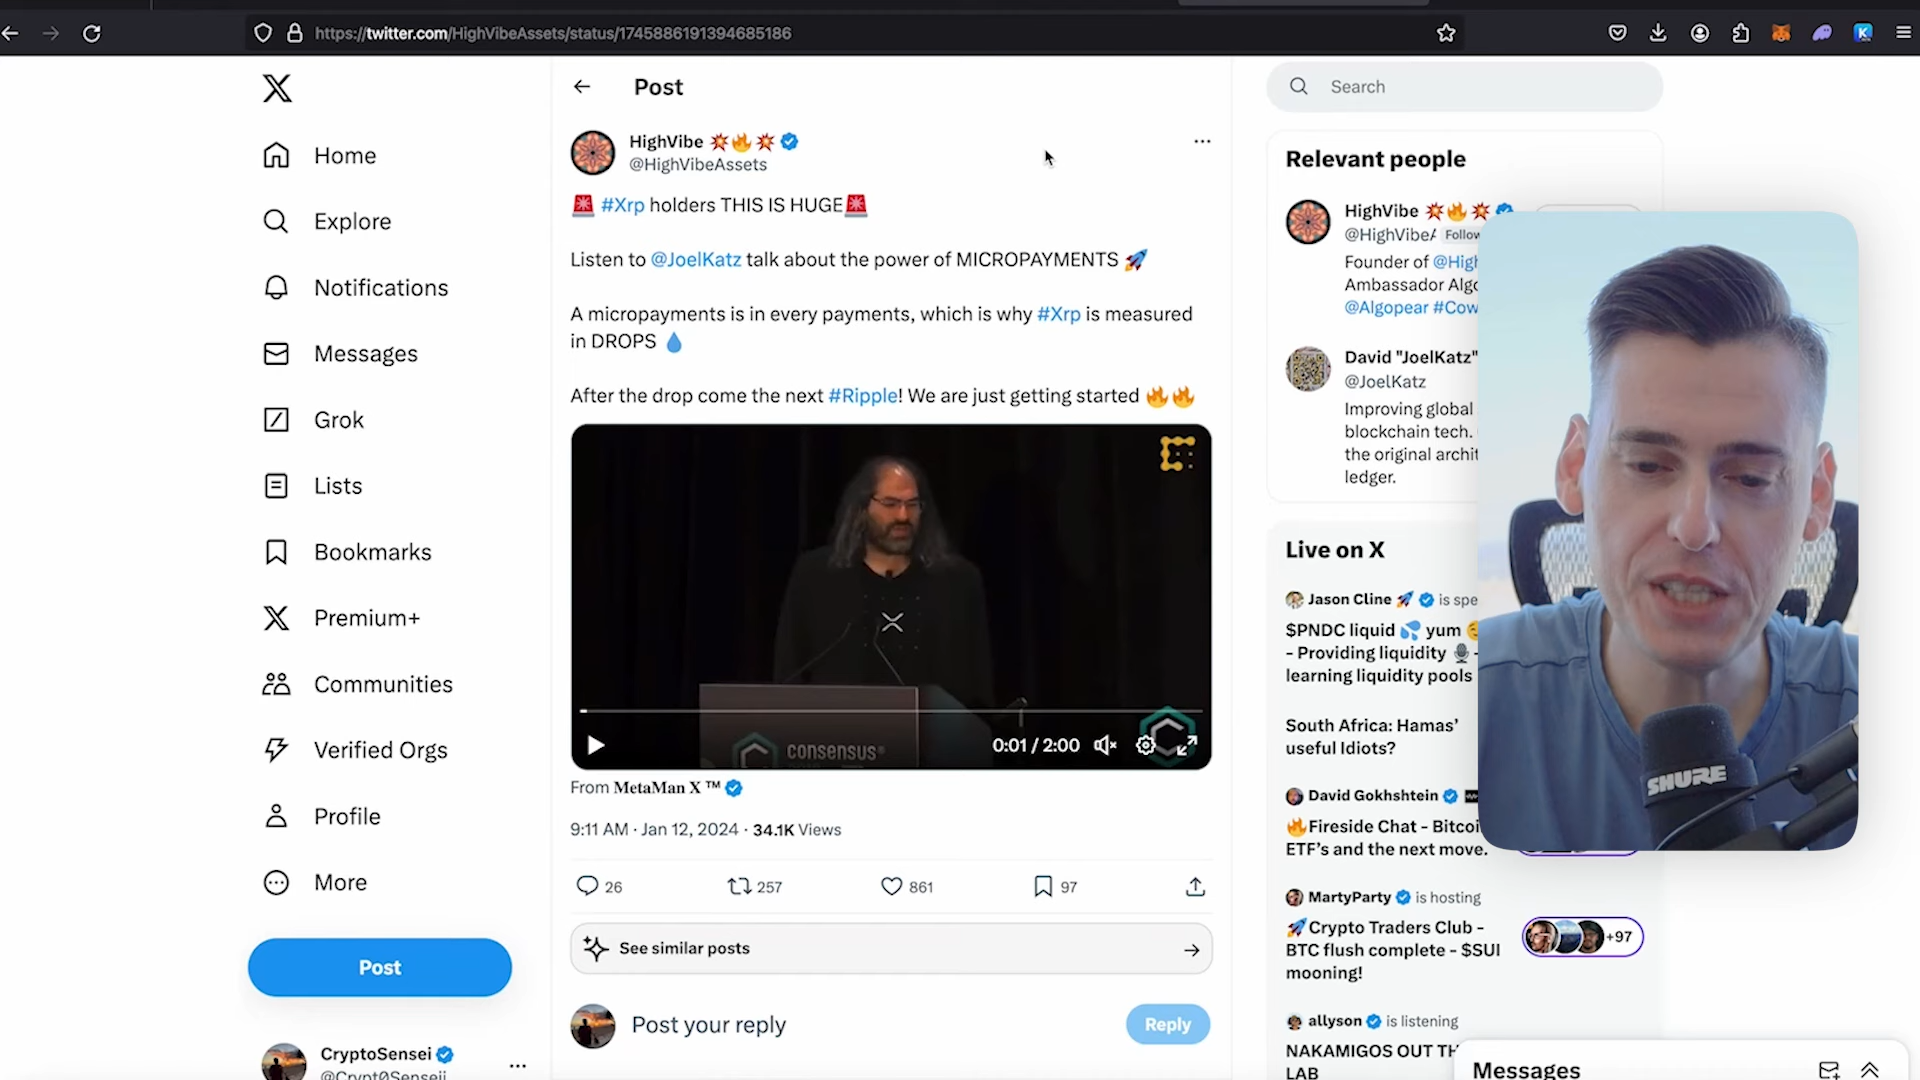 https://twitter.com/HighVibeAssets/status/1745886191394685186
Home
Explore
Notifications
Messages
Grok
Lists
Bookmarks
Premium+
Communities
Verified Orgs
Profile
More
Post
CryptoSensei
@Crypt0Senseii
Post
HighVibe 💥🔥💥
@HighVibeAssets
🚨 #Xrp holders THIS IS HUGE🚨
Listen to @JoelKatz talk about the power of MICROPAYMENTS 🚀
A micropayments is in every payments, which is why #Xrp is measured
in DROPS 💧
After the drop come the next #Ripple! We are just getting started 🔥🔥
consensus
0:01 / 2:00
From MetaMan X ™
9:11 AM · Jan 12, 2024 · 34.1K Views
26 257 861 97
See similar posts
Post your reply
Reply
Search
Relevant people
HighVibe 💥🔥💥
Founder of
Ambassador
@Algopear
David "JoelKatz"
@JoelKatz
Improving global
blockchain tech.
the original
ledger.
Live on X
Jason Cline 🚀 is
$PNDC liquid 💦 yum
- Providing liquidity 🎙 -
learning liquidity pools
South Africa: Hamas'
useful Idiots?
David Gokhshtein
🔥Fireside Chat -
ETF's and the next move.
MartyParty is hosting
🚀Crypto Traders Club -
BTC flush complete - $SUI
mooning!
+97
allyson is listening
NAKAMIGOS OUT
LAB
Messages
SHURE